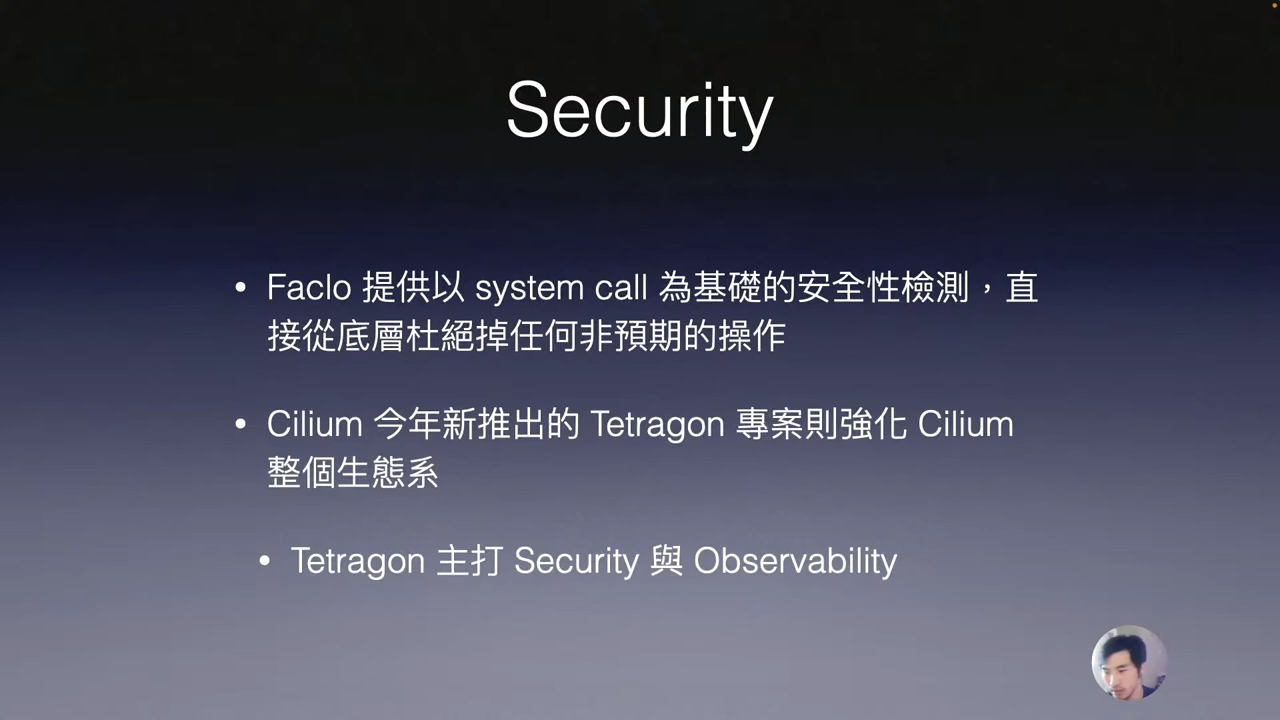 Security
• Faclo 提供以 system call 為基礎的安全性檢測，直
接從底層杜絕掉任何非預期的操作
• Cilium 今年新推出的 Tetragon 專案則強化 Cilium
整個生態系
• Tetragon 主打 Security 與 Observability